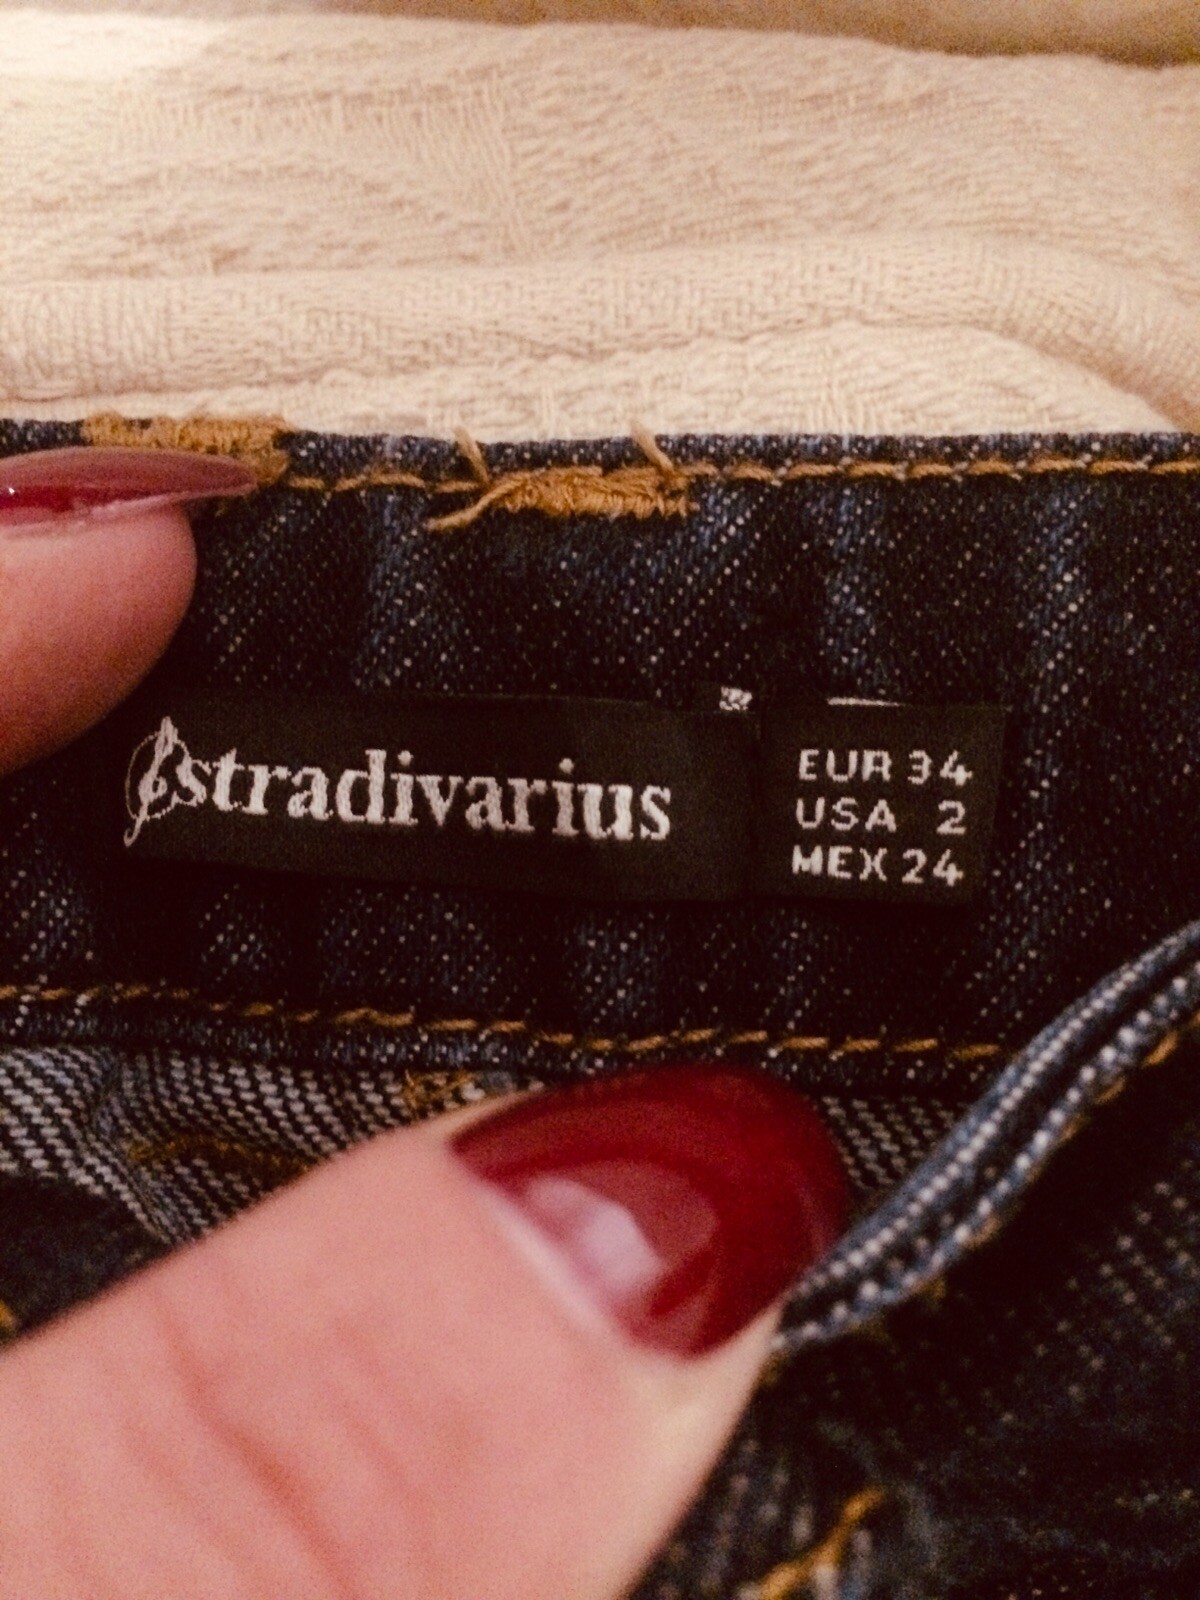 stradivarius
EUR 34
USA 2
MEX 24